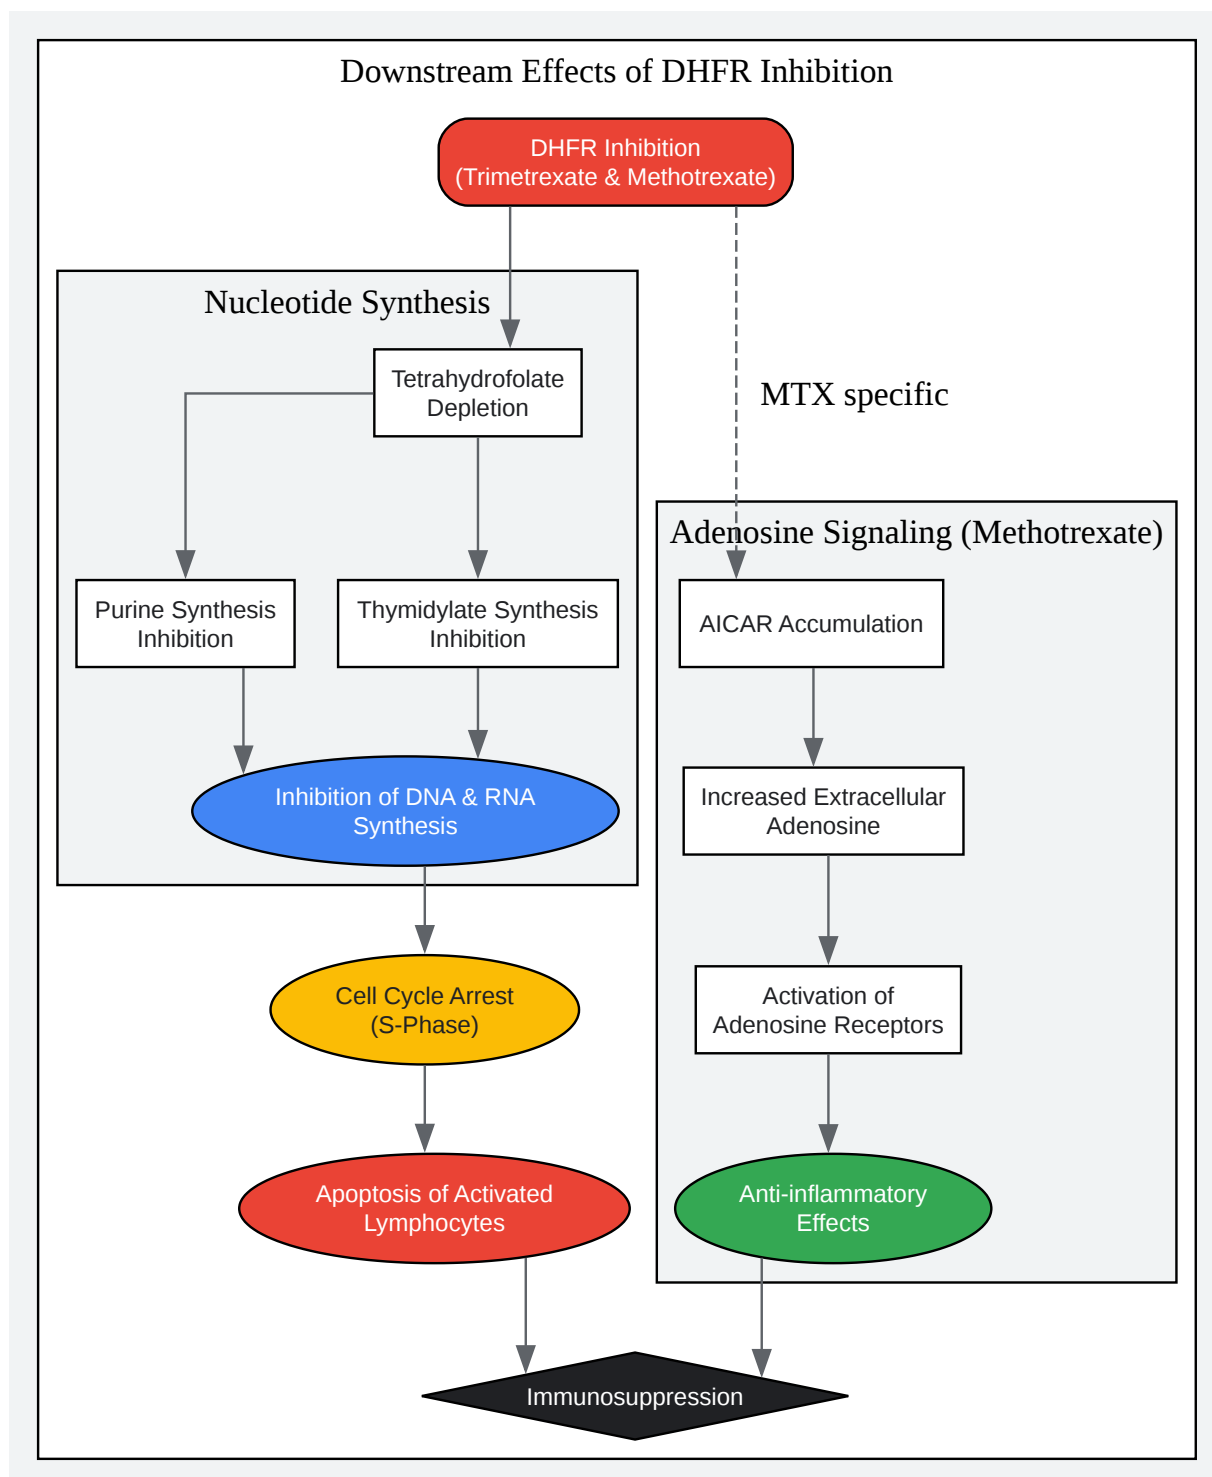 Downstream Effects of DHFR Inhibition
DHFR Inhibition
(Trimetrexate & Methotrexate)
Nucleotide Synthesis
Tetrahydrofolate
Depletion
MTX specific
Purine Synthesis
Inhibition
Thymidylate Synthesis
Inhibition
Inhibition of DNA & RNA
Synthesis
Adenosine Signaling (Methotrexate)
AICAR Accumulation
Increased Extracellular
Adenosine
Activation of
Adenosine Receptors
Anti-inflammatory
Effects
Cell Cycle Arrest
(S-Phase)
Apoptosis of Activated
Lymphocytes
Immunosuppression